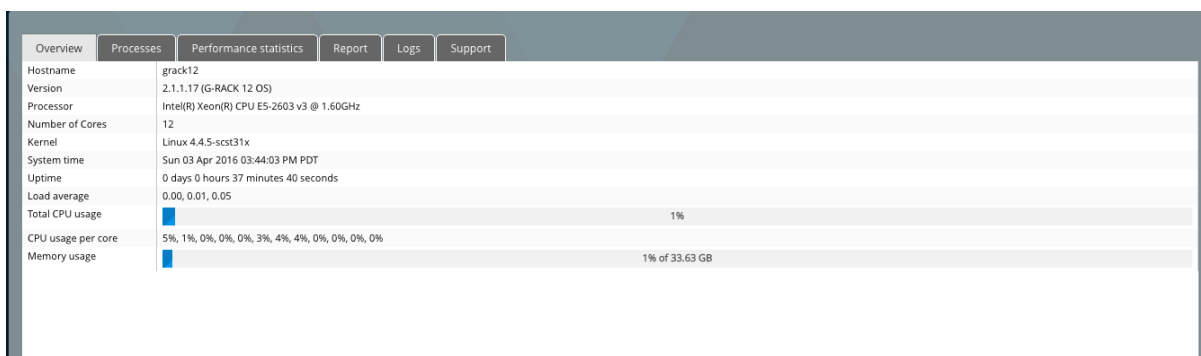 Overview Processes Performance statistics Report Logs Support
Hostname grack12
Version 2.1.1.17 (G-RACK 12 OS)
Processor Intel(R) Xeon(R) CPU E5-2603 v3 @ 1.60GHz
Number of Cores 12
Kernel Linux 4.4.5-scst31x
System time Sun 03 Apr 2016 03:44:03 PM PDT
Uptime 0 days 0 hours 37 minutes 40 seconds
Load average 0.00, 0.01, 0.05
Total CPU usage 1%
CPU usage per core 5%, 1%, 0%, 0%, 0%, 3%, 4%, 4%, 0%, 0%, 0%, 0%
Memory usage 1% of 33.63 GB